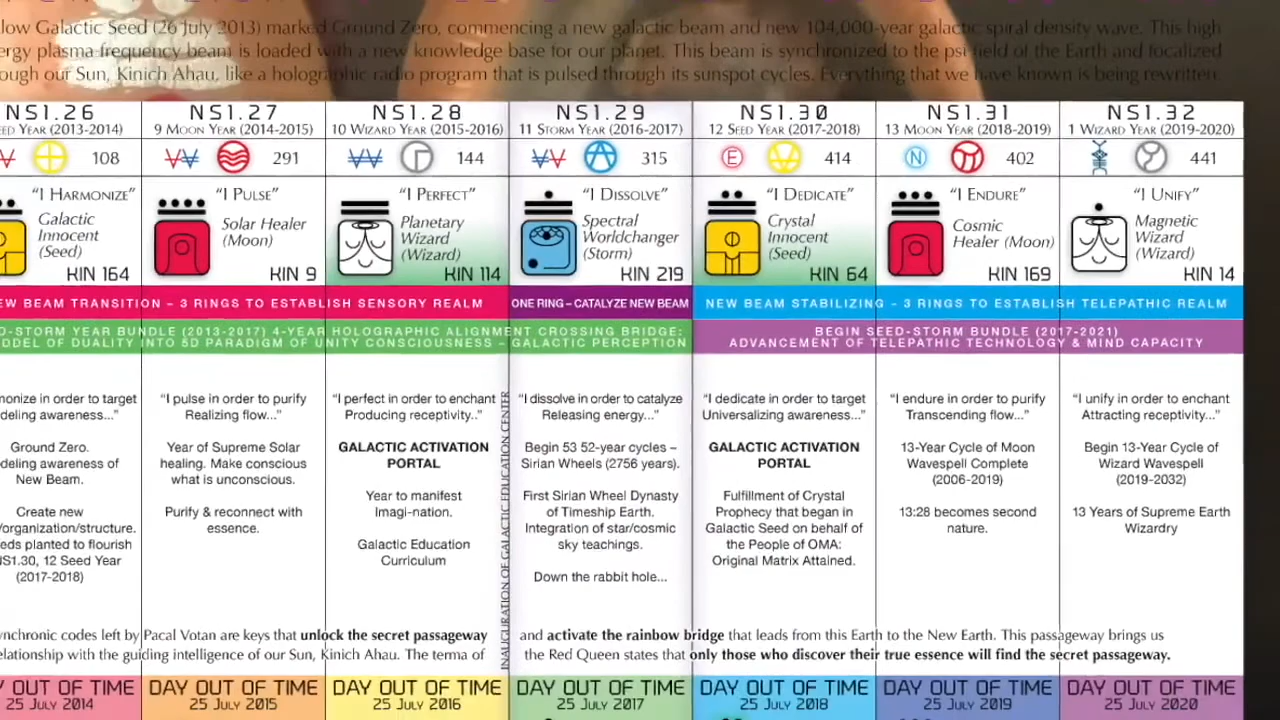 low Galactic Seed (26 July 2013) marked Ground Zero, commencing a new galactic beam and new 104,000-year galactic spiral density wave. This high
ergy plasma frequency beam is loaded with a new knowledge base for our planet. This beam is synchronized to the psi field of the Earth and focalized
ough our Sun, Kinich Ahau, like a holographic radio program that is pulsed through its sunspot cycles. Everything that we have known is being rewritten.
NS1.26 NS1.27 NS1.28 NS1.29 NS1.30 NS1.31 NS1.32
ED YEAR (2013-2014) 9 MOON YEAR (2014-2015) 10 WIZARD YEAR (2015-2016) 11 STORM YEAR (2016-2017) 12 SEED YEAR (2017-2018) 13 MOON YEAR (2018-2019) 1 WIZARD YEAR (2019-2020)
108 291 144 315 E 414 N 402 441
"I HARMONIZE"
Galactic
Innocent
(Seed)
KIN 164
"I PULSE"
Solar Healer
(Moon)
KIN 9
"I PERFECT"
Planetary
Wizard
(Wizard)
KIN 114
"I DISSOLVE"
Spectral
Worldchanger
(Storm)
KIN 219
"I DEDICATE"
Crystal
Innocent
(Seed)
KIN 64
"I ENDURE"
Cosmic
Healer (Moon)
KIN 169
"I UNIFY"
Magnetic
Wizard
(Wizard)
KIN 14
EW BEAM TRANSITION – 3 RINGS TO ESTABLISH SENSORY REALM
ONE RING – CATALYZE NEW BEAM
NEW BEAM STABILIZING – 3 RINGS TO ESTABLISH TELEPATHIC REALM
D-STORM YEAR BUNDLE (2013-2017) 4-YEAR HOLOGRAPHIC ALIGNMENT CROSSING BRIDGE:
DDEL OF DUALITY INTO 5D PARADIGM OF UNITY CONSCIOUSNESS – GALACTIC PERCEPTION
BEGIN SEED-STORM BUNDLE (2017-2021)
ADVANCEMENT OF TELEPATHIC TECHNOLOGY & MIND CAPACITY
monize in order to target
deling awareness..."
Ground Zero.
deling awareness of
New Beam.
Create new
/organization/structure.
eds planted to flourish
NS1.30, 12 Seed Year
(2017-2018)
"I pulse in order to purify
Realizing flow..."
Year of Supreme Solar
healing. Make conscious
what is unconscious.
Purify & reconnect with
essence.
"I perfect in order to enchant
Producing receptivity.."
GALACTIC ACTIVATION
PORTAL
Year to manifest
Imagi-nation.
Galactic Education
Curriculum
INAUGURATION OF GALACTIC EDUCATION CENTER
"I dissolve in order to catalyze
Releasing energy..."
Begin 53 52-year cycles –
Sirian Wheels (2756 years).
First Sirian Wheel Dynasty
of Timeship Earth.
Integration of star/cosmic
sky teachings.
Down the rabbit hole...
"I dedicate in order to target
Universalizing awareness..."
GALACTIC ACTIVATION
PORTAL
Fulfillment of Crystal
Prophecy that began in
Galactic Seed on behalf of
the People of OMA:
Original Matrix Attained.
"I endure in order to purify
Transcending flow..."
13-Year Cycle of Moon
Wavespell Complete
(2006-2019)
13:28 becomes second
nature.
"I unify in order to enchant
Attracting receptivity..."
Begin 13-Year Cycle of
Wizard Wavespell
(2019-2032)
13 Years of Supreme Earth
Wizardry
ynchronic codes left by Pacal Votan are keys that unlock the secret passageway and activate the rainbow bridge that leads from this Earth to the New Earth. This passageway brings us
elationship with the guiding intelligence of our Sun, Kinich Ahau. The terma of the Red Queen states that only those who discover their true essence will find the secret passageway.
DAY OUT OF TIME DAY OUT OF TIME DAY OUT OF TIME DAY OUT OF TIME DAY OUT OF TIME DAY OUT OF TIME DAY OUT OF TIME
25 JULY 2014 25 JULY 2015 25 JULY 2016 25 JULY 2017 25 JULY 2018 25 JULY 2019 25 JULY 2020